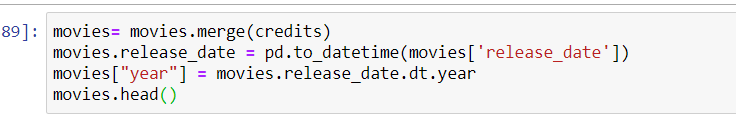 89]: movies= movies.merge(credits)
movies.release_date = pd.to_datetime(movies['release_date'])
movies["year"] = movies.release_date.dt.year
movies.head()